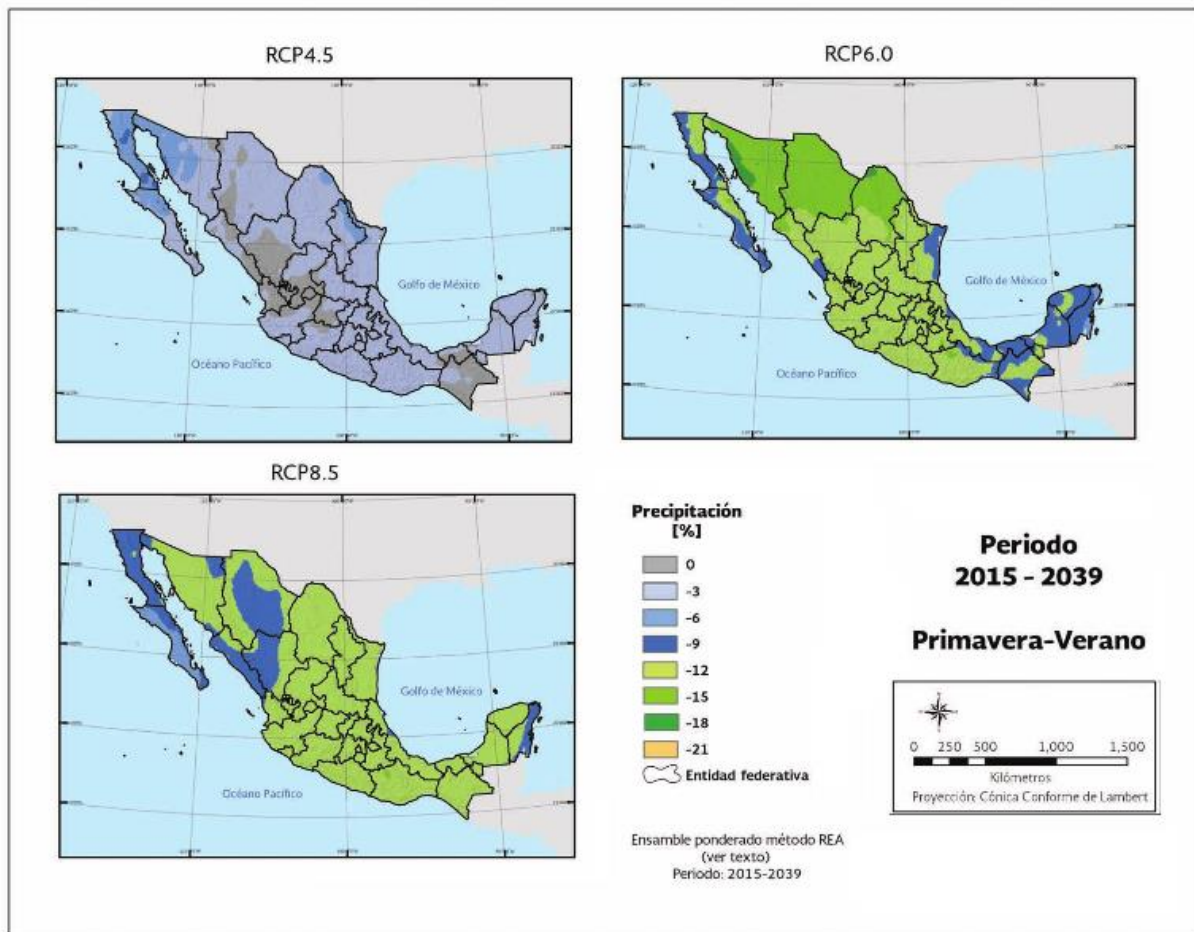 RCP4.5
RCP6.0
Golfo de México
Océano Pacífico
Golfo de México
Océano Pacífico
RCP8.5
Golfo de México
Océano Pacífico
Precipitación
[%]
0
-3
-6
-9
-12
-15
-18
-21
Entidad federativa
Ensamble ponderado método REA
(ver texto)
Periodo: 2015-2039
Periodo
2015 - 2039
Primavera-Verano
0 250 500 1,000 1,500
Kilómetros
Proyección: Cónica Conforme de Lambert